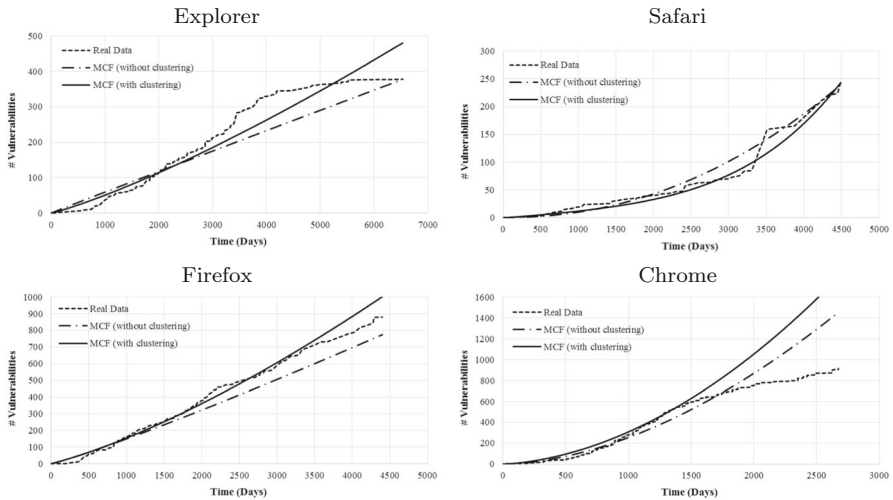 Explorer
500
400
300
200
100
0
# Vulnerabilities
Real Data
MCF (without clustering)
MCF (with clustering)
0 1000 2000 3000 4000 5000 6000 7000
Time (Days)
Safari
300
250
200
150
100
50
0
# Vulnerabilities
Real Data
MCF (without clustering)
MCF (with clustering)
0 500 1000 1500 2000 2500 3000 3500 4000 4500 5000
Time (Days)
Firefox
1000
900
800
700
600
500
400
300
200
100
0
# Vulnerabilities
Real Data
MCF (without clustering)
MCF (with clustering)
0 500 1000 1500 2000 2500 3000 3500 4000 4500 5000
Time (Days)
Chrome
1600
1400
1200
1000
800
600
400
200
0
# Vulnerabilities
Real Data
MCF (without clustering)
MCF (with clustering)
0 500 1000 1500 2000 2500 3000
Time (Days)